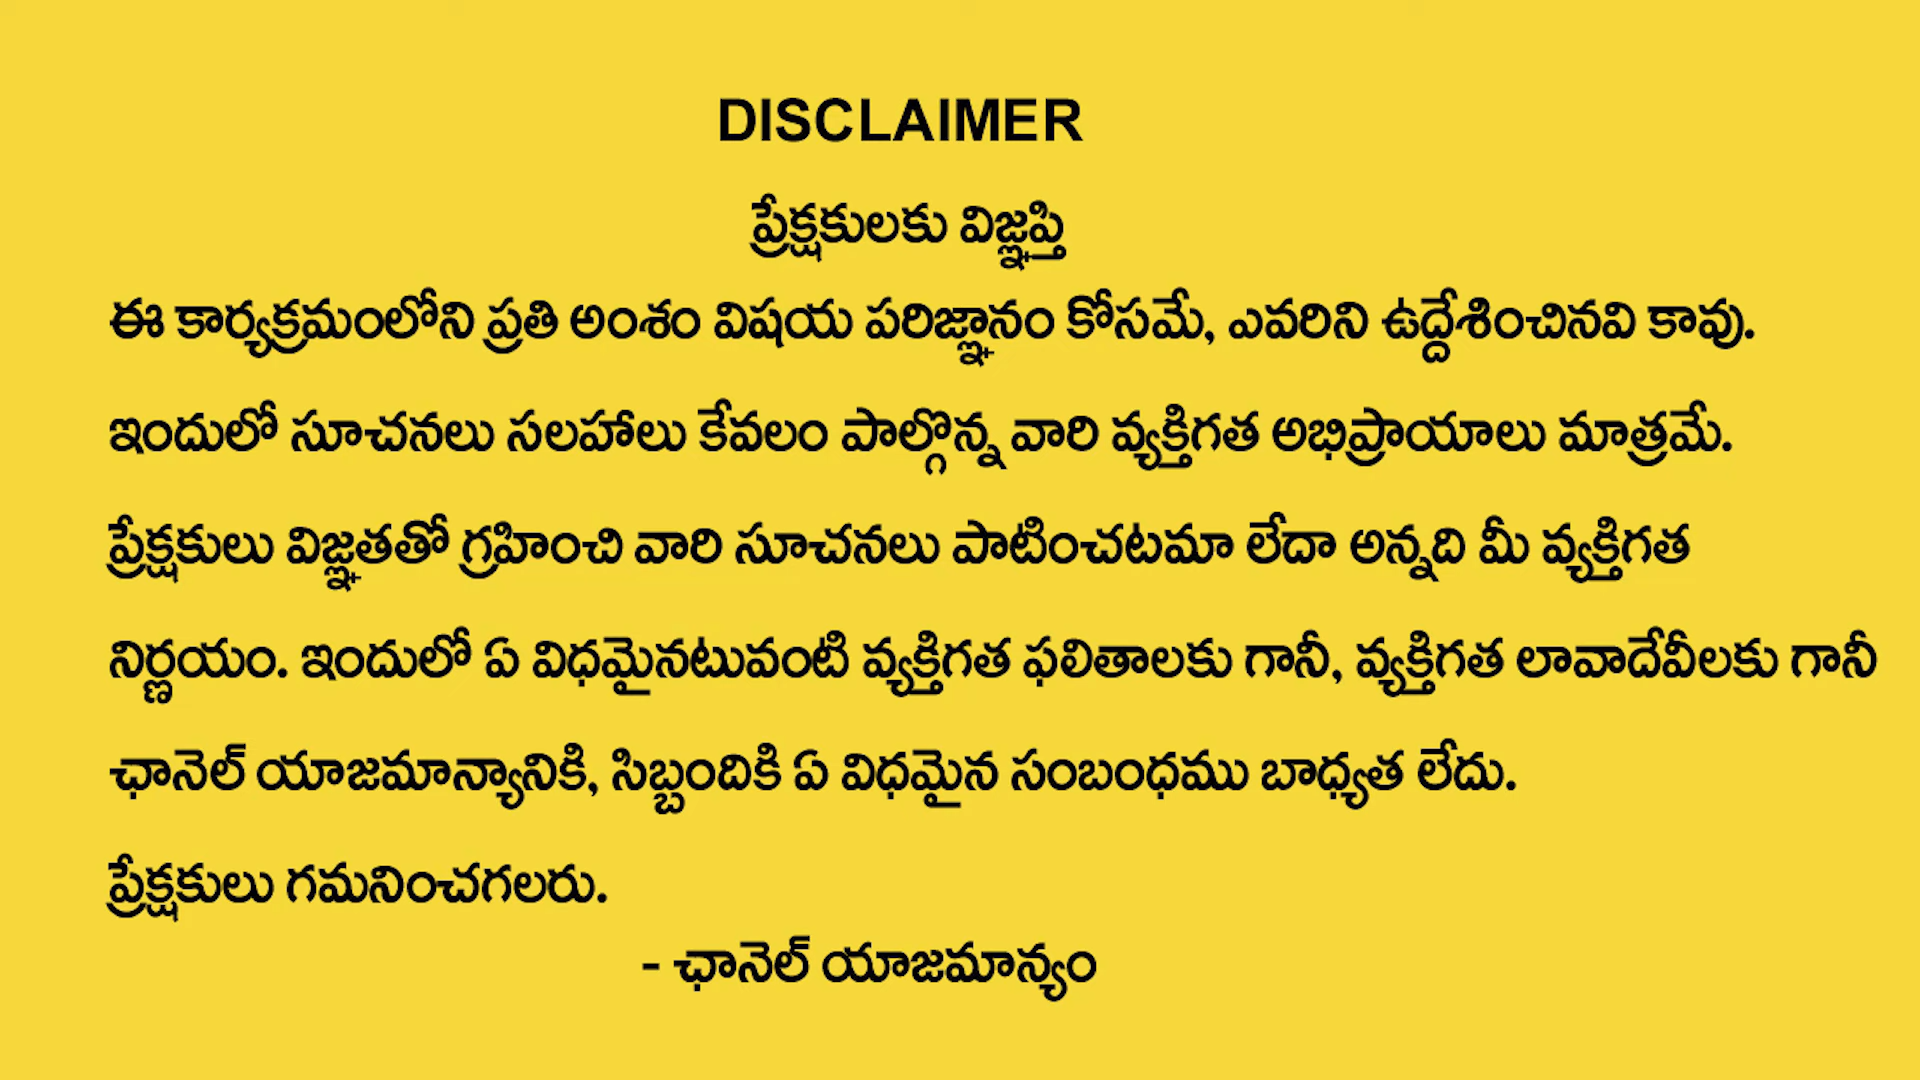 DISCLAIMER
ప్రేక్షకులకు విజ్ఞప్తి
ఈ కార్యక్రమంలోని ప్రతి అంశం విషయ పరిజ్ఞానం కోసమే, ఎవరిని ఉద్దేశించినవి కావు.
ఇందులో సూచనలు సలహాలు కేవలం పాల్గొన్న వారి వ్యక్తిగత అభిప్రాయాలు మాత్రమే.
ప్రేక్షకులు విజ్ఞతతో గ్రహించి వారి సూచనలు పాటించటమా లేదా అన్నది మీ వ్యక్తిగత
నిర్ణయం. ఇందులో ఏ విధమైనటువంటి వ్యక్తిగత ఫలితాలకు గానీ, వ్యక్తిగత లావాదేవీలకు గానీ
ఛానెల్ యాజమాన్యానికి, సిబ్బందికి ఏ విధమైన సంబంధము బాధ్యత లేదు.
ప్రేక్షకులు గమనించగలరు.
- ఛానెల్ యాజమాన్యం